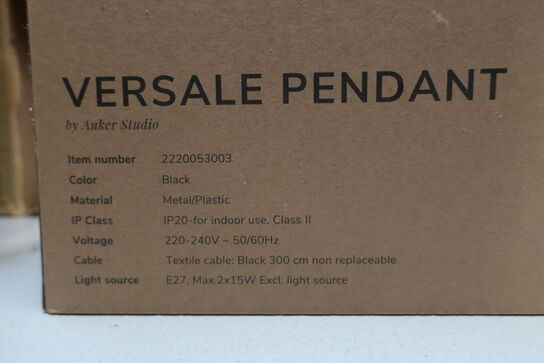 VERSALE PENDANT
by Anker Studio
Item number 2220053003
Color Black
Material Metal/Plastic
IP Class IP20-for indoor use, Class II
Voltage 220-240V ~ 50/60Hz
Cable Textile cable: Black 300 cm non replaceable
Light source E27, Max.2x15W Excl. light source